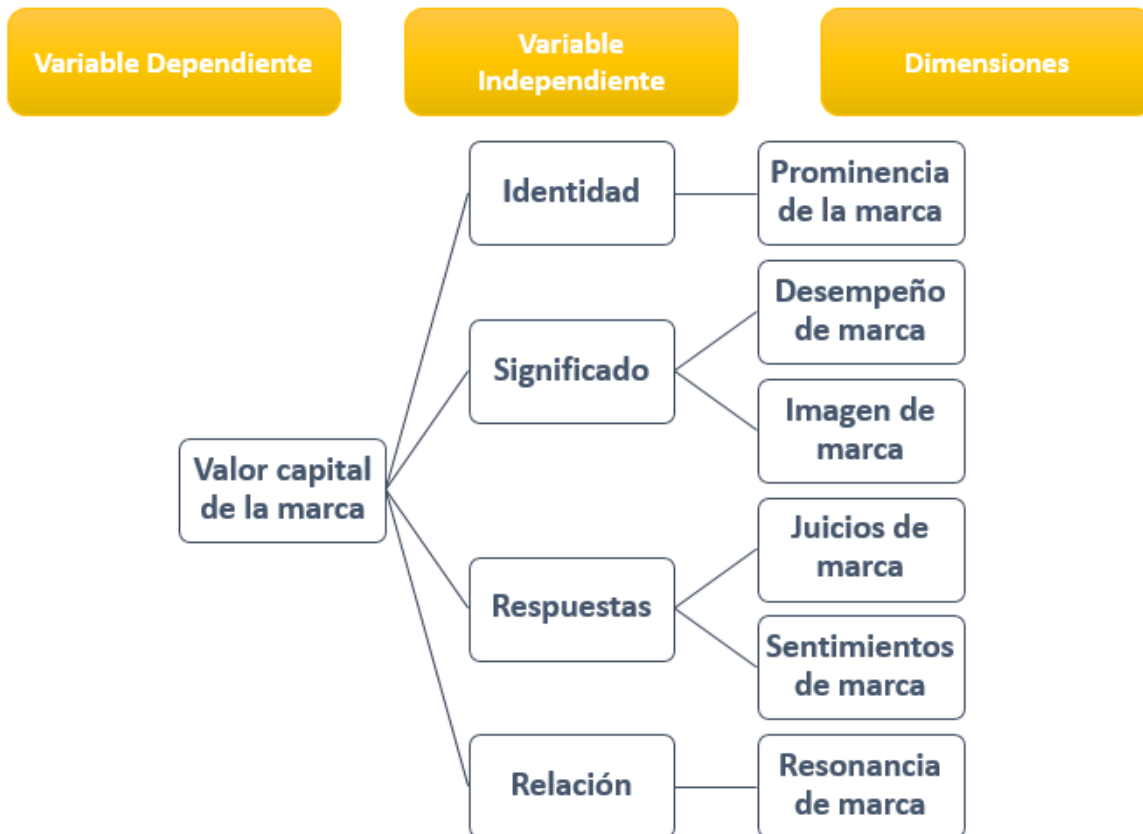 Variable Dependiente
Variable
Independiente
Dimensiones
Identidad
Prominencia
de la marca
Desempeño
de marca
Significado
Imagen de
marca
Valor capital
de la marca
Juicios de
marca
Respuestas
Sentimientos
de marca
Relación
Resonancia
de marca